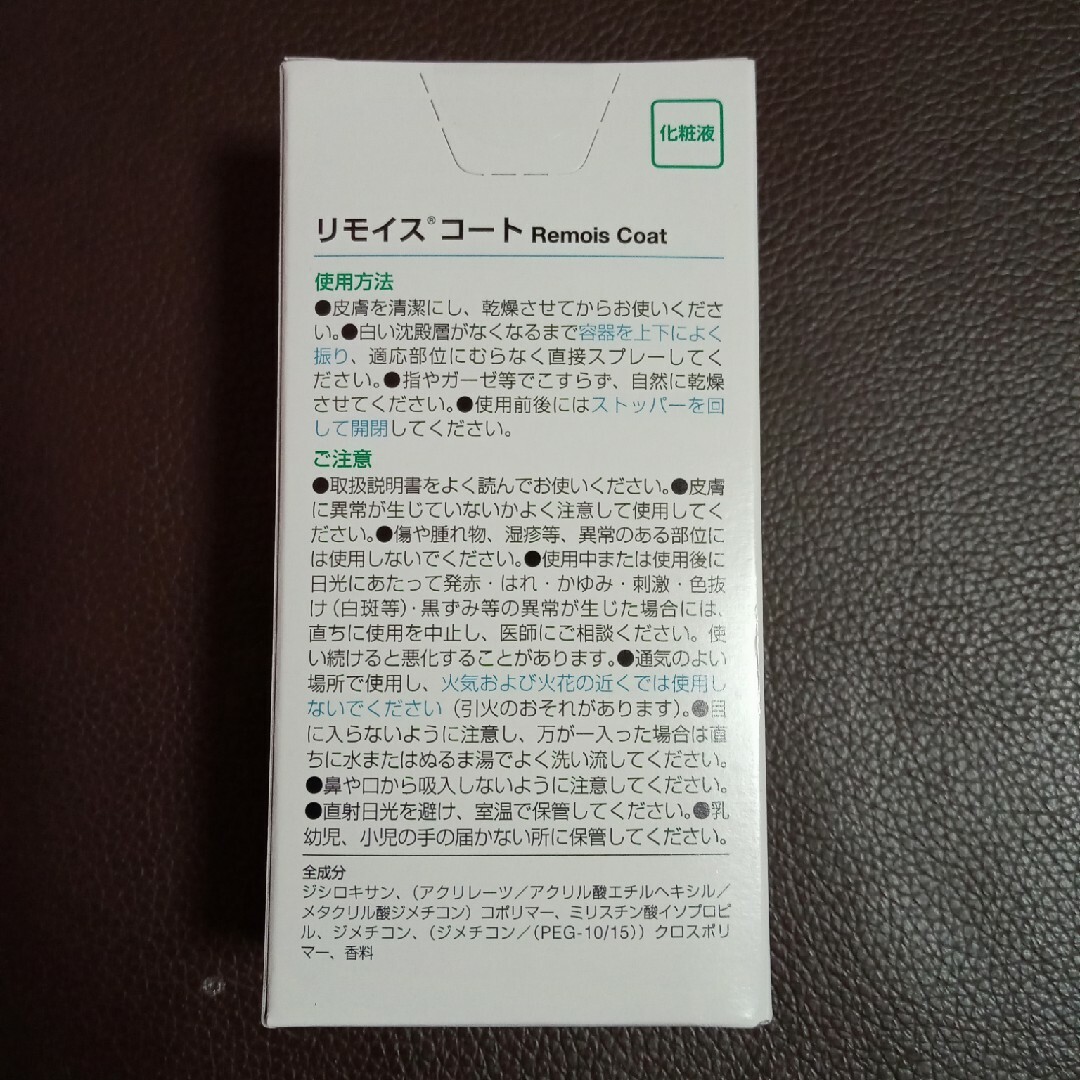 化粧液
リモイス®コート Remois Coat
使用方法
●皮膚を清潔にし、乾燥させてからお使いくださ
い。●白い沈殿層がなくなるまで容器を上下によく
振り、適応部位にむらなく直接スプレーしてく
ださい。●指やガーゼ等でこすらず、自然に乾燥
させてください。●使用前後にはストッパーを回
して開閉してください。
ご注意
●取扱説明書をよく読んでお使いください。●皮膚
に異常が生じていないかよく注意して使用してく
ださい。●傷や腫れ物、湿疹等、異常のある部位に
は使用しないでください。●使用中または使用後に
日光にあたって発赤・はれ・かゆみ・刺激・色抜
け(白斑等)・黒ずみ等の異常が生じた場合には、
直ちに使用を中止し、医師にご相談ください。使
い続けると悪化することがあります。●通気のよい
場所で使用し、火気および火花の近くでは使用し
ないでください(引火のおそれがあります)。●目
に入らないように注意し、万が一入った場合は直
ちに水またはぬるま湯でよく洗い流してください。
●鼻や口から吸入しないように注意してください。
●直射日光を避け、室温で保管してください。●乳
幼児、小児の手の届かない所に保管してください。
全成分
ジシロキサン、(アクリレーツ/アクリル酸エチルヘキシル/
メタクリル酸ジメチコン)コポリマー、ミリスチン酸イソプロピ
ル、ジメチコン、(ジメチコン/(PEG-10/15))クロスポリ
マー、香料